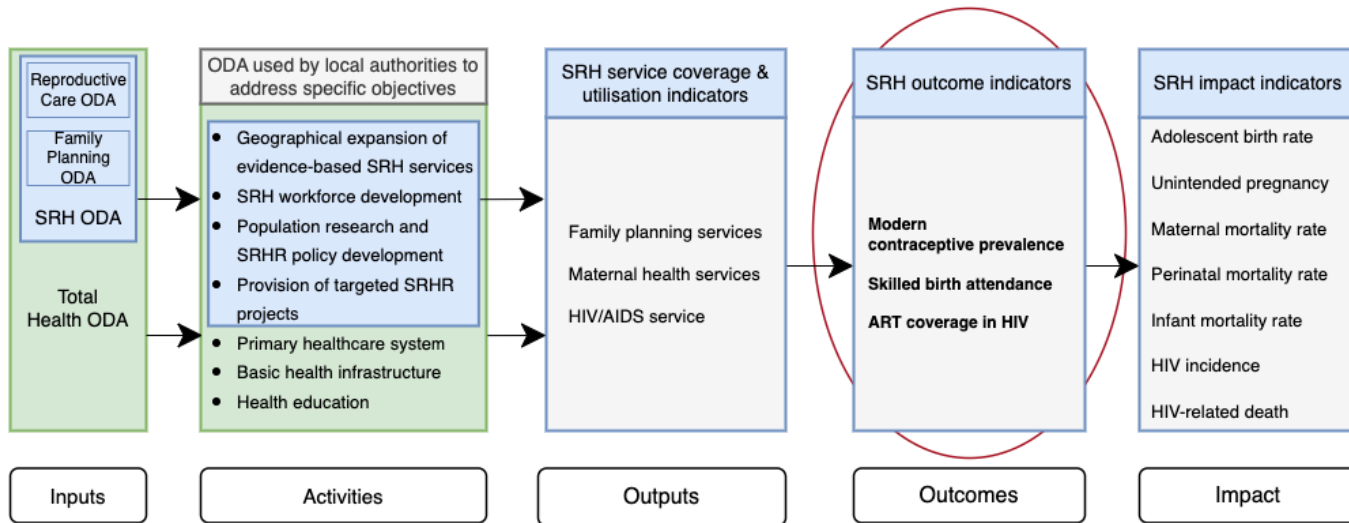 Reproductive
Care ODA
Family
Planning
ODA
SRH ODA
Total
Health ODA
ODA used by local authorities to
address specific objectives
Geographical expansion of
evidence-based SRH services
SRH workforce development
Population research and
SRHR policy development
Provision of targeted SRHR
projects
Primary healthcare system
Basic health infrastructure
Health education
SRH service coverage &
utilisation indicators
Family planning services
Maternal health services
HIV/AIDS service
SRH outcome indicators
Modern
contraceptive prevalence
Skilled birth attendance
ART coverage in HIV
SRH impact indicators
Adolescent birth rate
Unintended pregnancy
Maternal mortality rate
Perinatal mortality rate
Infant mortality rate
HIV incidence
HIV-related death
Inputs
Activities
Outputs
Outcomes
Impact